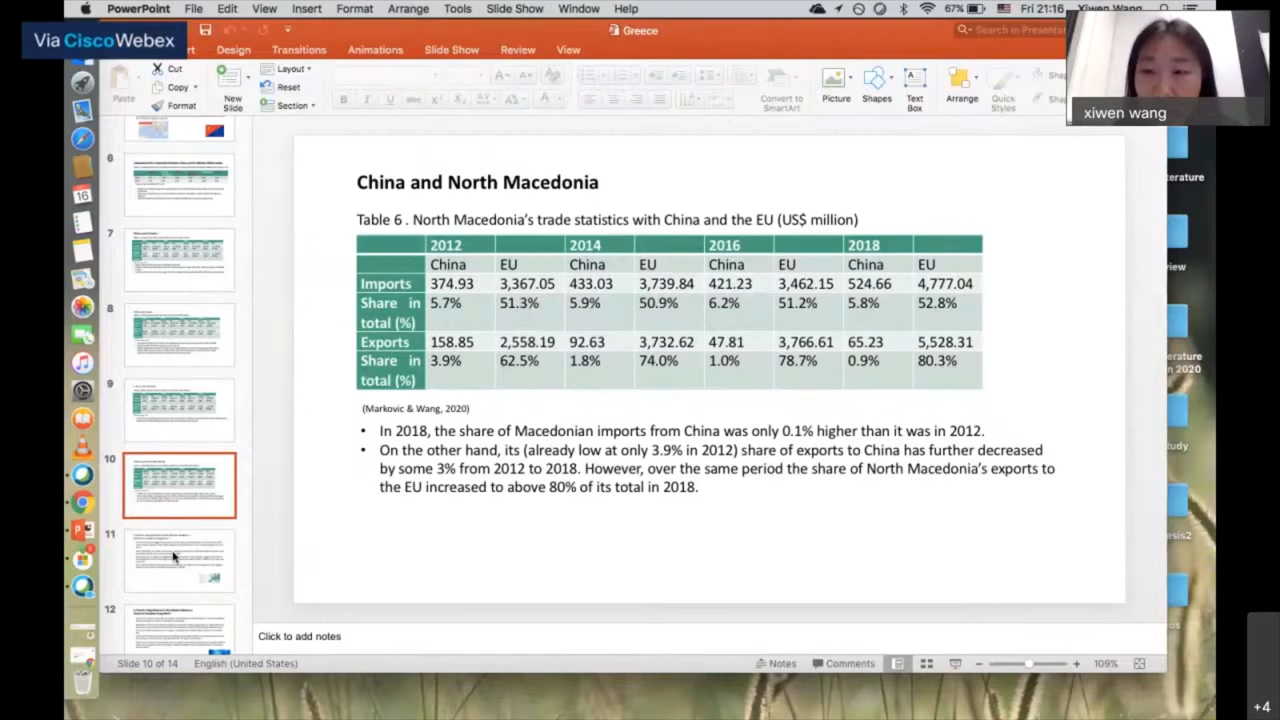 PowerPoint File Edit View Insert Format Arrange Tools Slide Show Window Help 67% Fri 21:16 Xiwen Wang
Via CiscoWebex
Greece
Search in Presentat
Design Transitions Animations Slide Show Review View
Paste
Cut
Copy
Format
New Slide
Layout
Reset
Section
Convert to SmartArt
Picture
Shapes
Text Box
Arrange
Quick Styles
xiwen wang
China and North Macedonia
Table 6 . North Macedonia's trade statistics with China and the EU (US$ million)
2012 2014 2016 2018
China EU China EU China EU China EU
Imports 374.93 3,367.05 433.03 3,739.84 421.23 3,462.15 524.66 4,777.04
Share in total (%) 5.7% 51.3% 5.9% 50.9% 6.2% 51.2% 5.8% 52.8%
Exports 158.85 2,558.19 92.63 3,732.62 47.81 3,766.61 5,528.31
Share in total (%) 3.9% 62.5% 1.8% 74.0% 1.0% 78.7% 0.9% 80.3%
(Markovic & Wang, 2020)
• In 2018, the share of Macedonian imports from China was only 0.1% higher than it was in 2012.
• On the other hand, its (already low at only 3.9% in 2012) share of exports to China has further decreased
by some 3% from 2012 to 2018. However, over the same period the share of North Macedonia's exports to
the EU increased to above 80% of its total in 2018.
6
7
8
9
10
11
12
16
terature
iew
erature
n 2020
tudy
esis2
Click to add notes
Slide 10 of 14 English (United States) Notes Comments 109%
+4